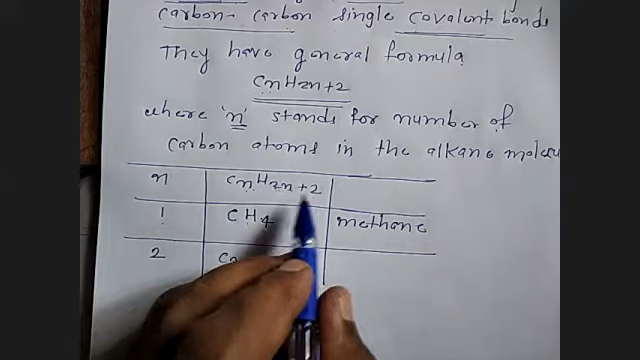 carbon-carbon single covalent bonds
They have general formula
CnH2n+2
where 'n' stands for number of
carbon atoms in the alkane
n CnH2n+2
1 CH4 methane
2